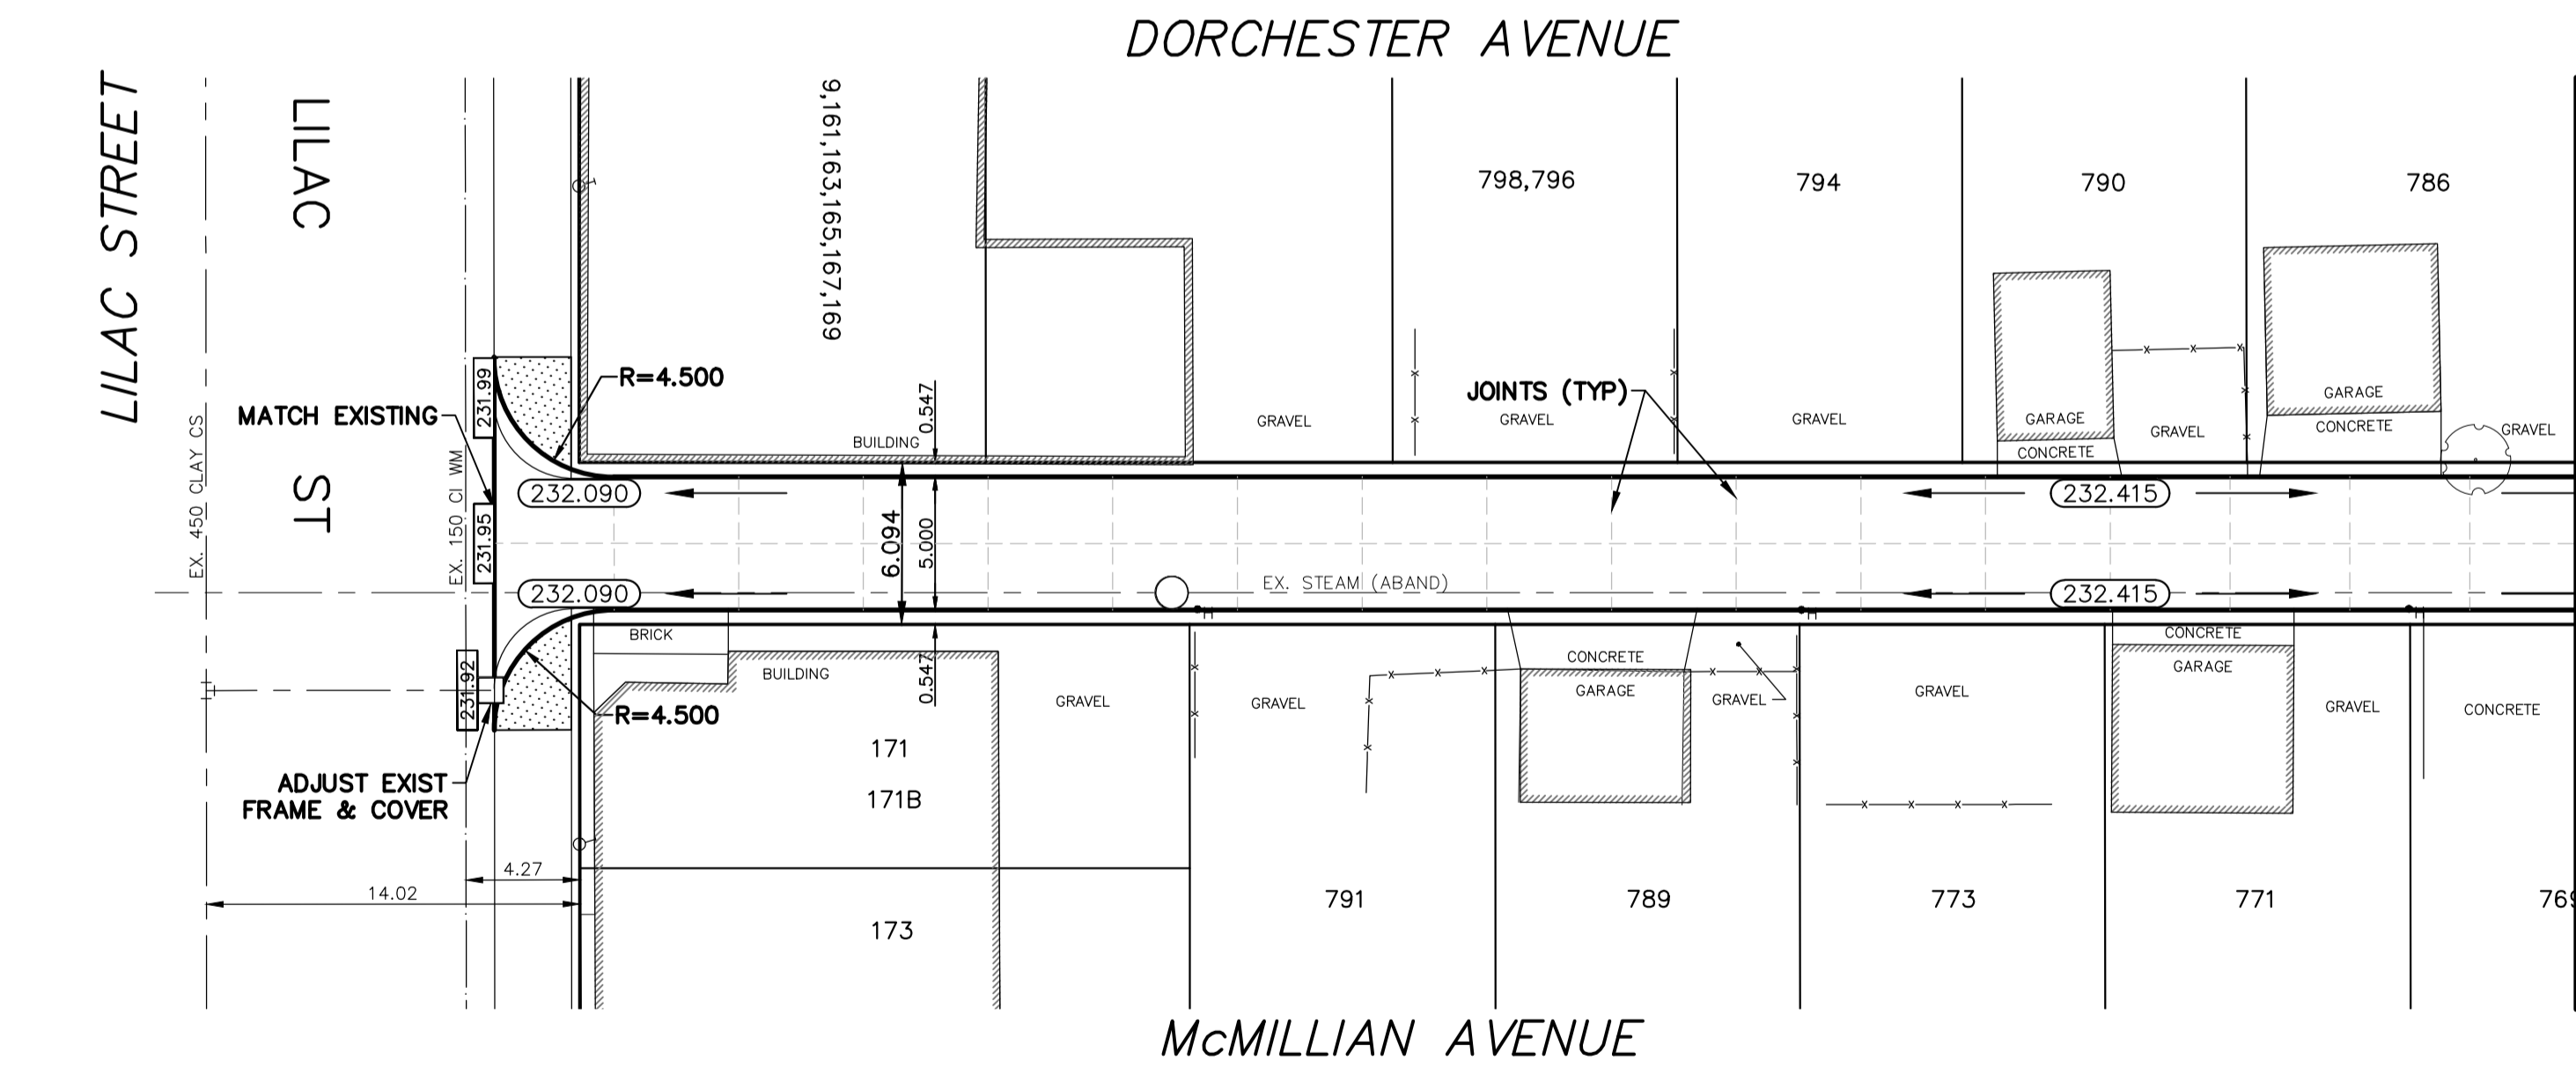 DORCHESTER AVENUE
LILAC STREET
LILAC ST
9,161,163,165,167,169
798,796
794
790
786
R=4.500
231.99
MATCH EXISTING
EX. 450 CLAY CS
EX. 150 CI WM
231.95
BUILDING
0.547
GRAVEL
JOINTS (TYP)
GRAVEL
GRAVEL
GARAGE
CONCRETE
GRAVEL
GARAGE
CONCRETE
GRAVEL
232.090
6.094
5.000
232.415
232.090
EX. STEAM (ABAND)
232.415
BRICK
BUILDING
0.547
231.92
R=4.500
GRAVEL
GRAVEL
CONCRETE
GARAGE
GRAVEL
GRAVEL
CONCRETE
GARAGE
GRAVEL
CONCRETE
H
H
H
171
171B
ADJUST EXIST
FRAME & COVER
4.27
14.02
173
791
789
773
771
769
McMILLIAN AVENUE